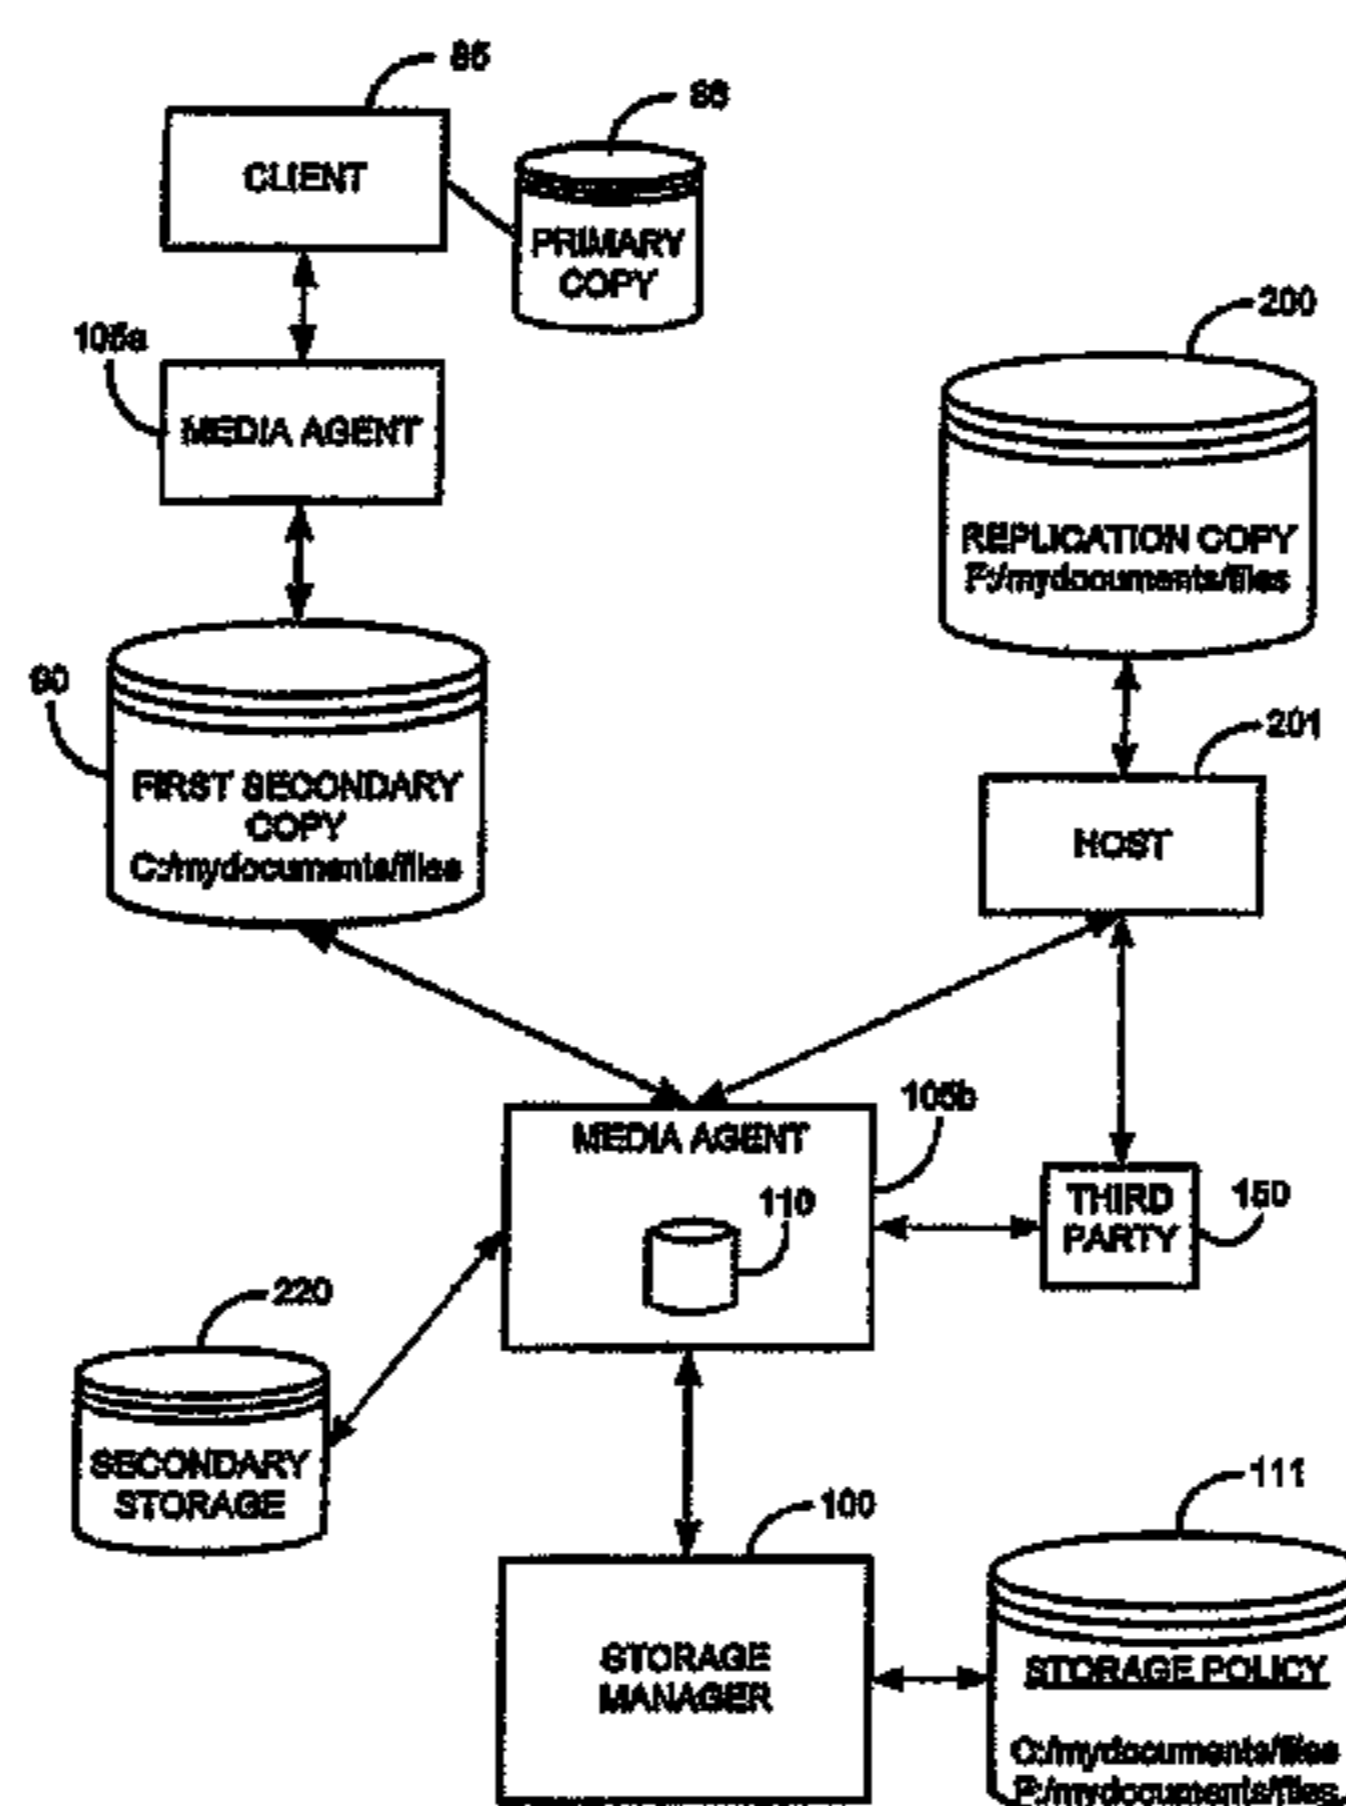 85
CLIENT
PRIMARY
COPY
105a
MEDIA AGENT
200
REPLICATION COPY
F:/mydocuments/files
90
FIRST SECONDARY
COPY
C:/mydocuments/files
201
HOST
105b
MEDIA AGENT
110
THIRD
PARTY
150
220
SECONDARY
STORAGE
100
STORAGE
MANAGER
111
STORAGE POLICY
C:/mydocuments/files
F:/mydocuments/files